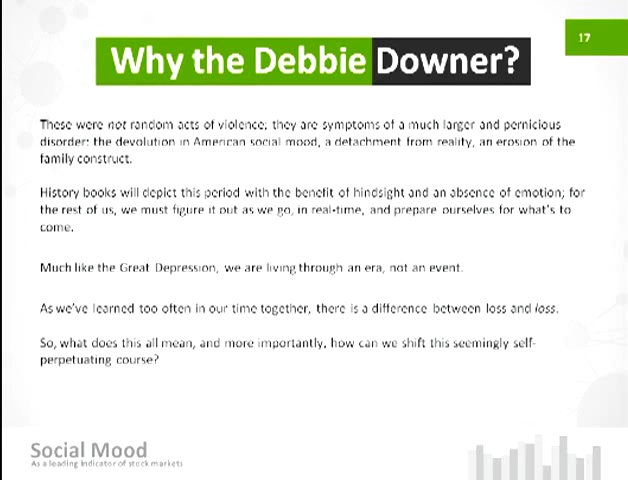 17
Why the Debbie Downer?
These were not random acts of violence; they are symptoms of a much larger and pernicious
disorder: the devolution in American social mood, a detachment from reality, an erosion of the
family construct.
History books will depict this period with the benefit of hindsight and an absence of emotion; for
the rest of us, we must figure it out as we go, in real-time, and prepare ourselves for what's to
come.
Much like the Great Depression, we are living through an era, not an event.
As we've learned too often in our time together, there is a difference between loss and loss.
So, what does this all mean, and more importantly, how can we shift this seemingly self-
perpetuating course?
Social Mood
As a leading indicator of stock markets